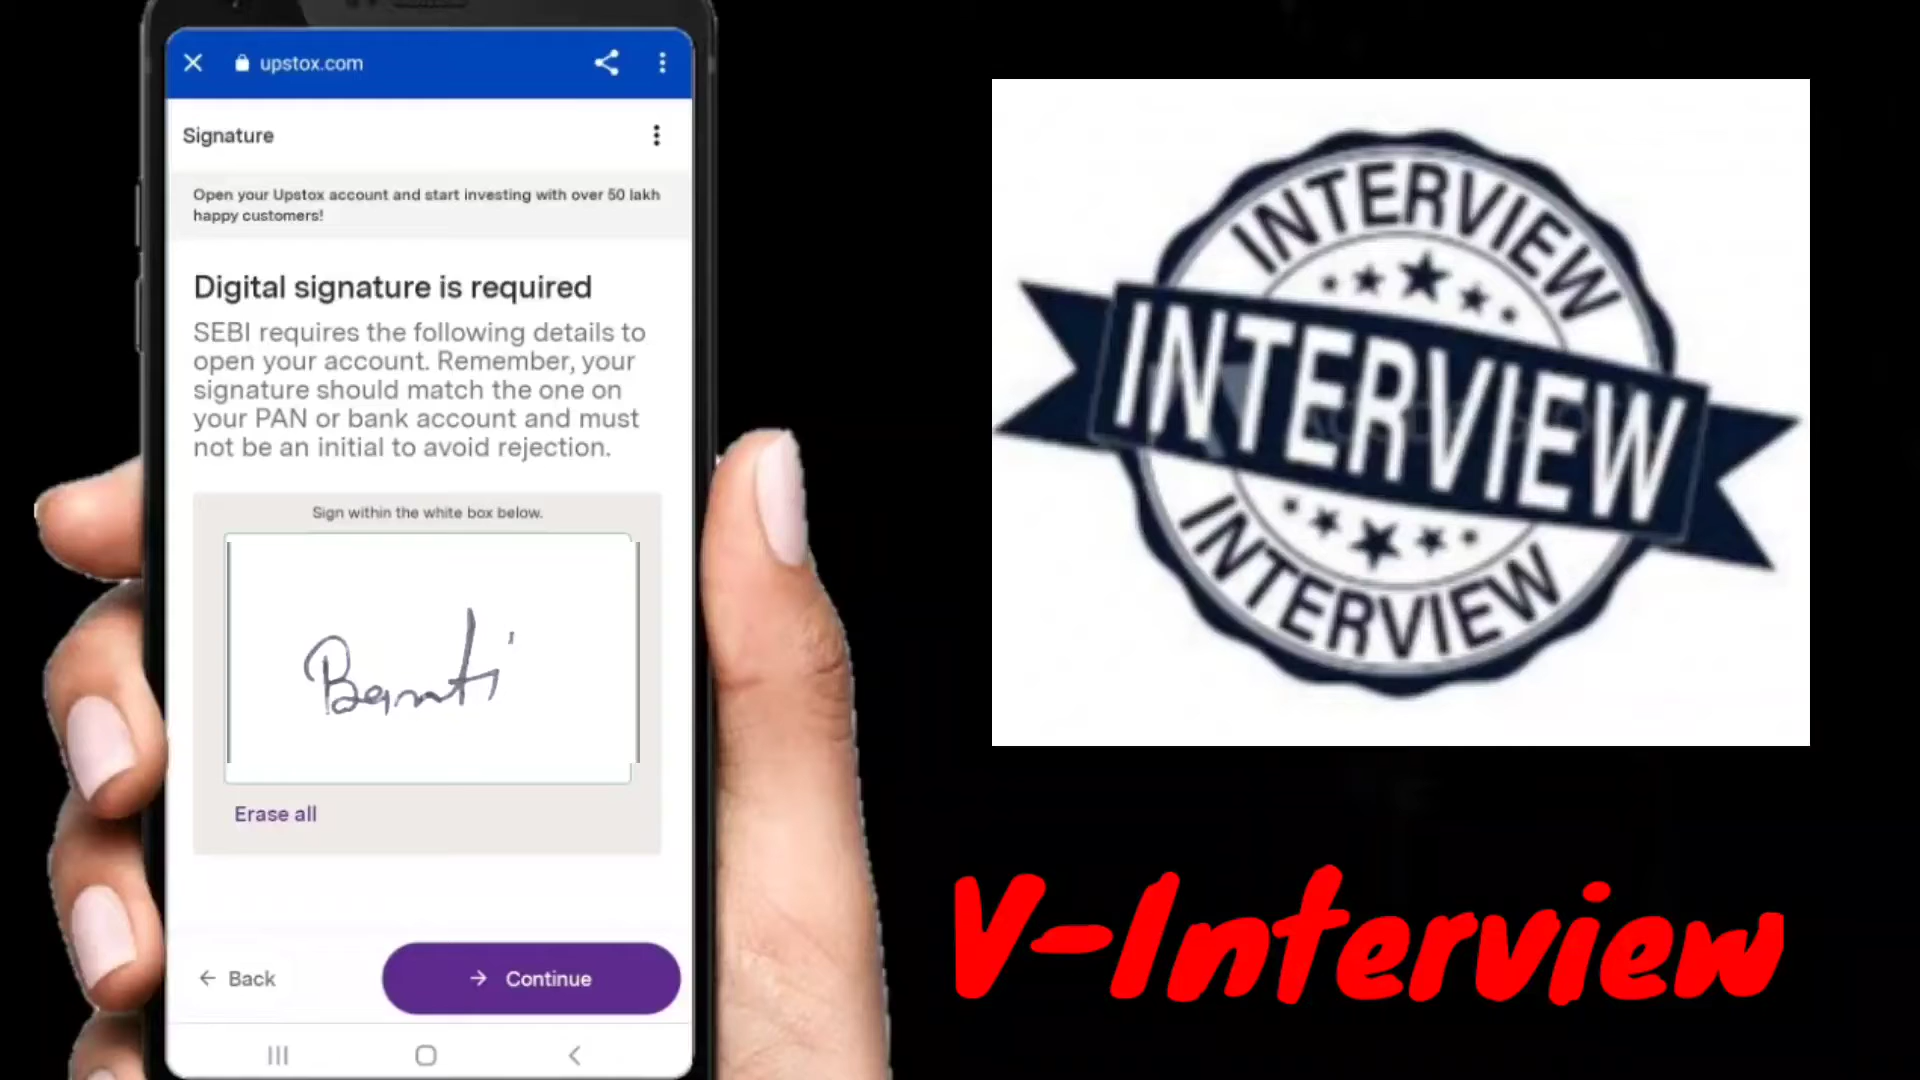 upstox.com
Signature
Open your Upstox account and start investing with over 50 lakh
happy customers!
Digital signature is required
SEBI requires the following details to
open your account. Remember, your
signature should match the one on
your PAN or bank account and must
not be an initial to avoid rejection.
Sign within the white box below.
Banti
Erase all
← Back
→ Continue
INTERVIEW
INTERVIEW
INTERVIEW
V-Interview